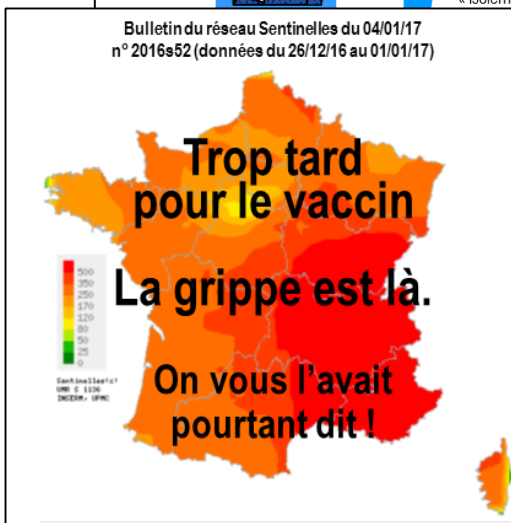 « Isolem
Bulletin du réseau Sentinelles du 04/01/17
n° 2016s52 (données du 26/12/16 au 01/01/17)
Trop tard
pour le vaccin
La grippe est là.
On vous l'avait
pourtant dit !
500
350
250
170
120
80
50
25
0
Sentinelles(c)
UMR S 1136
INSERM, UPMC